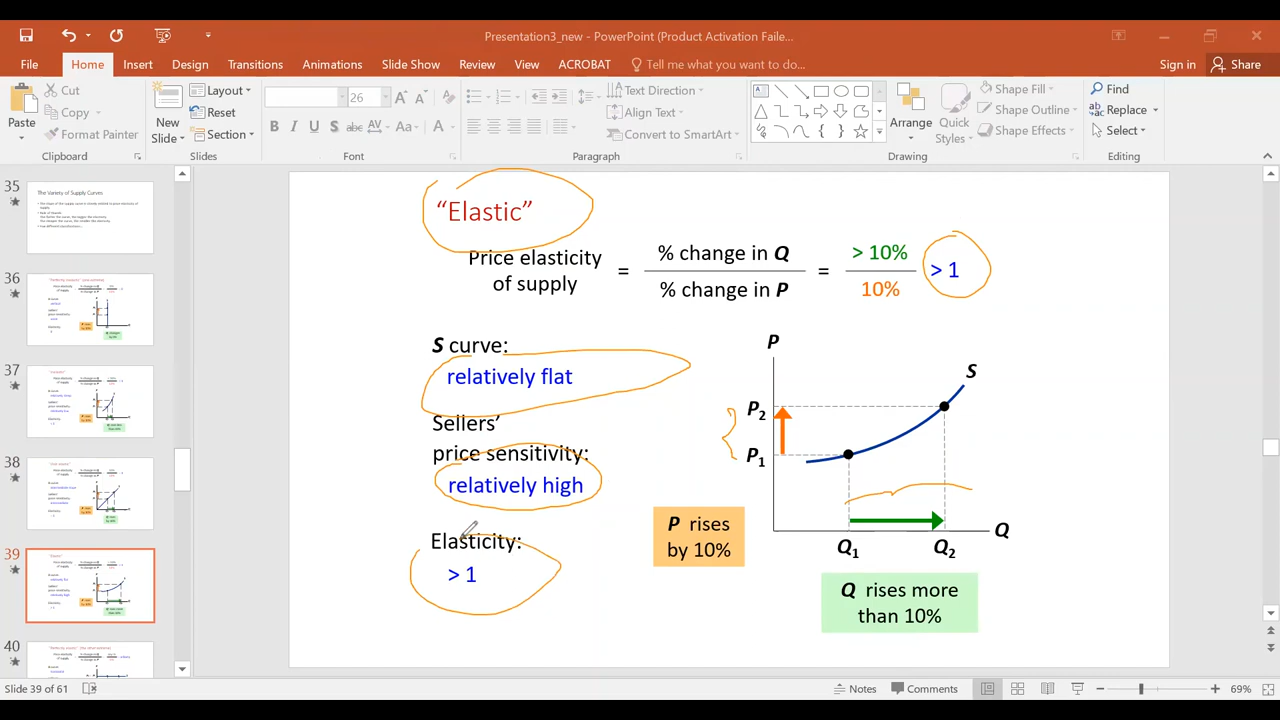 Presentation3_new - PowerPoint (Product Activation Faile...
File Home Insert Design Transitions Animations Slide Show Review View ACROBAT Tell me what you want to do... Sign in Share
Paste
Cut
Copy
Format Painter
Clipboard
New
Slide
Layout
Reset
Section
Slides
26
B I U S abc AV Aa
Font
Text Direction
Align Text
Convert to SmartArt
Paragraph
Arrange
Quick
Styles
Shape Fill
Shape Outline
Shape Effects
Drawing
Find
Replace
Select
Editing
35
The Variety of Supply Curves
36
37
38
39
40
“Elastic”
Price elasticity
of supply
=
% change in Q
% change in P
=
> 10%
10%
> 1
S curve:
relatively flat
Sellers’
price sensitivity:
relatively high
Elasticity:
> 1
P
S
P2
P1
Q
Q1
Q2
P rises
by 10%
Q rises more
than 10%
Slide 39 of 61
Notes
Comments
69%